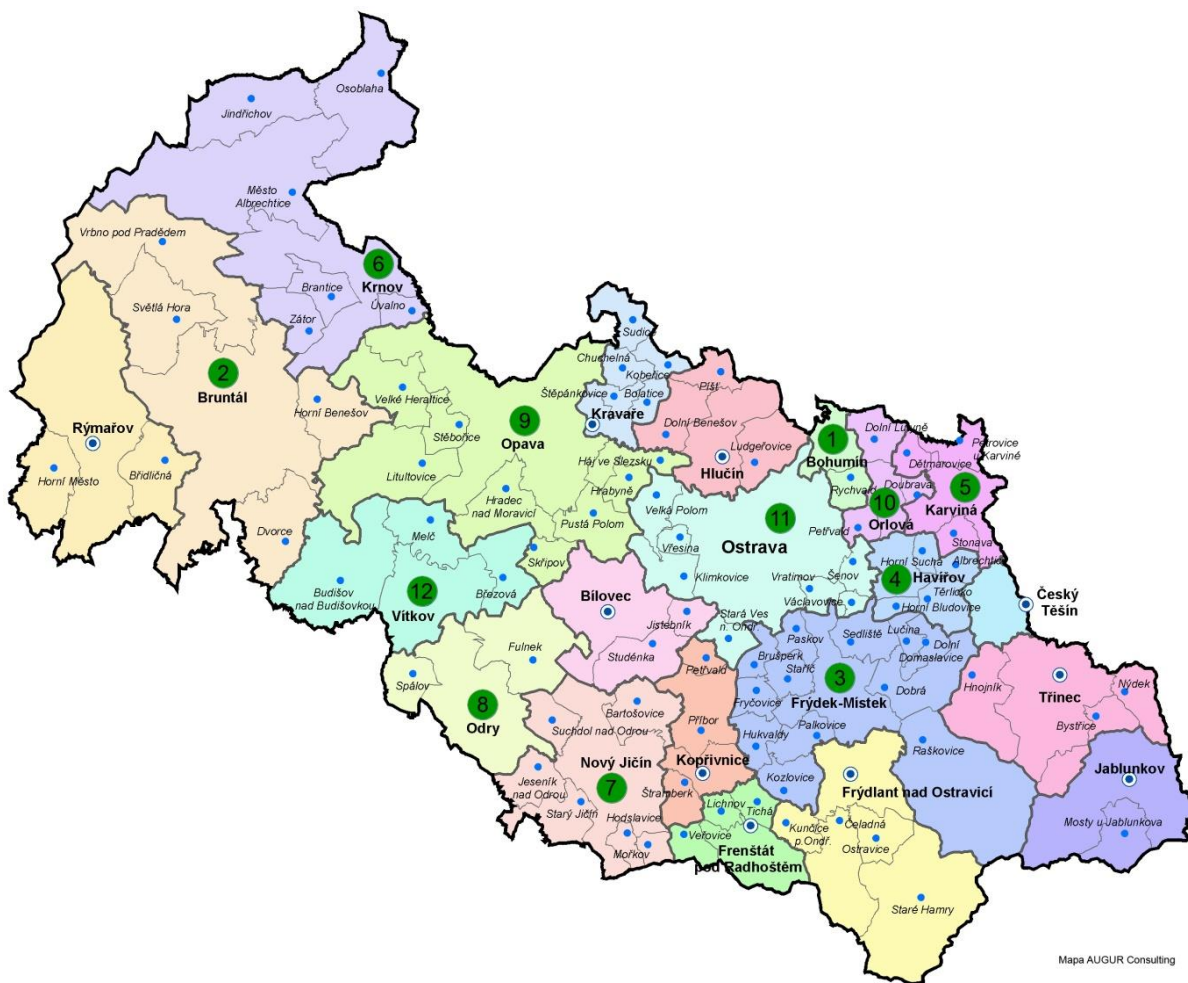 Osoblaha
Jindřichov
Město
Albrechtice
Vrbno pod Pradědem
6
Krnov
Brantice
Úvalno
Světlá Hora
Zátor
Sudice
Chuchelná
Kobeřice
2
Bruntál
Velké Heraltice
Štěpánkovice
Bolatice
Píšť
Horní Benešov
9
Opava
Kravaře
Stěbořice
Dolní Benešov
Rýmařov
Ludgeřovice
1
Bohumín
Dolní Lutyně
Petrovice
u Karviné
Hlučín
Háj ve Slezsku
Dětmarovice
Horní Město
Břidličná
Litultovice
Hrabyně
Rychvald
Doubrava
5
Karviná
Hradec
nad Moravicí
Velká Polom
10
Orlová
11
Ostrava
Pustá Polom
Petřvald
Dvorce
Melč
Vřesina
Stonava
Skřipov
Klimkovice
Horní Suchá
Albrechtice
Šenov
4
Havířov
Budišov
nad Budišovkou
12
Vítkov
Březová
Bílovec
Vratimov
Václavovice
Těrlicko
Horní Bludovice
Český
Těšín
Jistebník
Stará Ves
n. Ondř.
Fulnek
Studénka
Paskov
Sedliště
Lučina
Dolní
Domaslavice
Brušperk
Staříč
Petřvald
Spálov
3
Frýdek-Místek
Dobrá
Hnojník
Třinec
Nýdek
8
Odry
Bartošovice
Fryčovice
Suchdol nad Odrou
Příbor
Bystřice
Hukvaldy
Palkovice
Raškovice
Nový Jičín
7
Kopřivnice
Jablunkov
Jeseník
nad Odrou
Štramberk
Kozlovice
Frýdlant nad Ostravicí
Starý Jičín
Lichnov
Tichá
Hodslavice
Kunčice
p.Ondř.
Čeladná
Mosty u Jablunkova
Veřovice
Ostravice
Mořkov
Frenštát
pod Radhoštěm
Staré Hamry
Mapa AUGUR Consulting